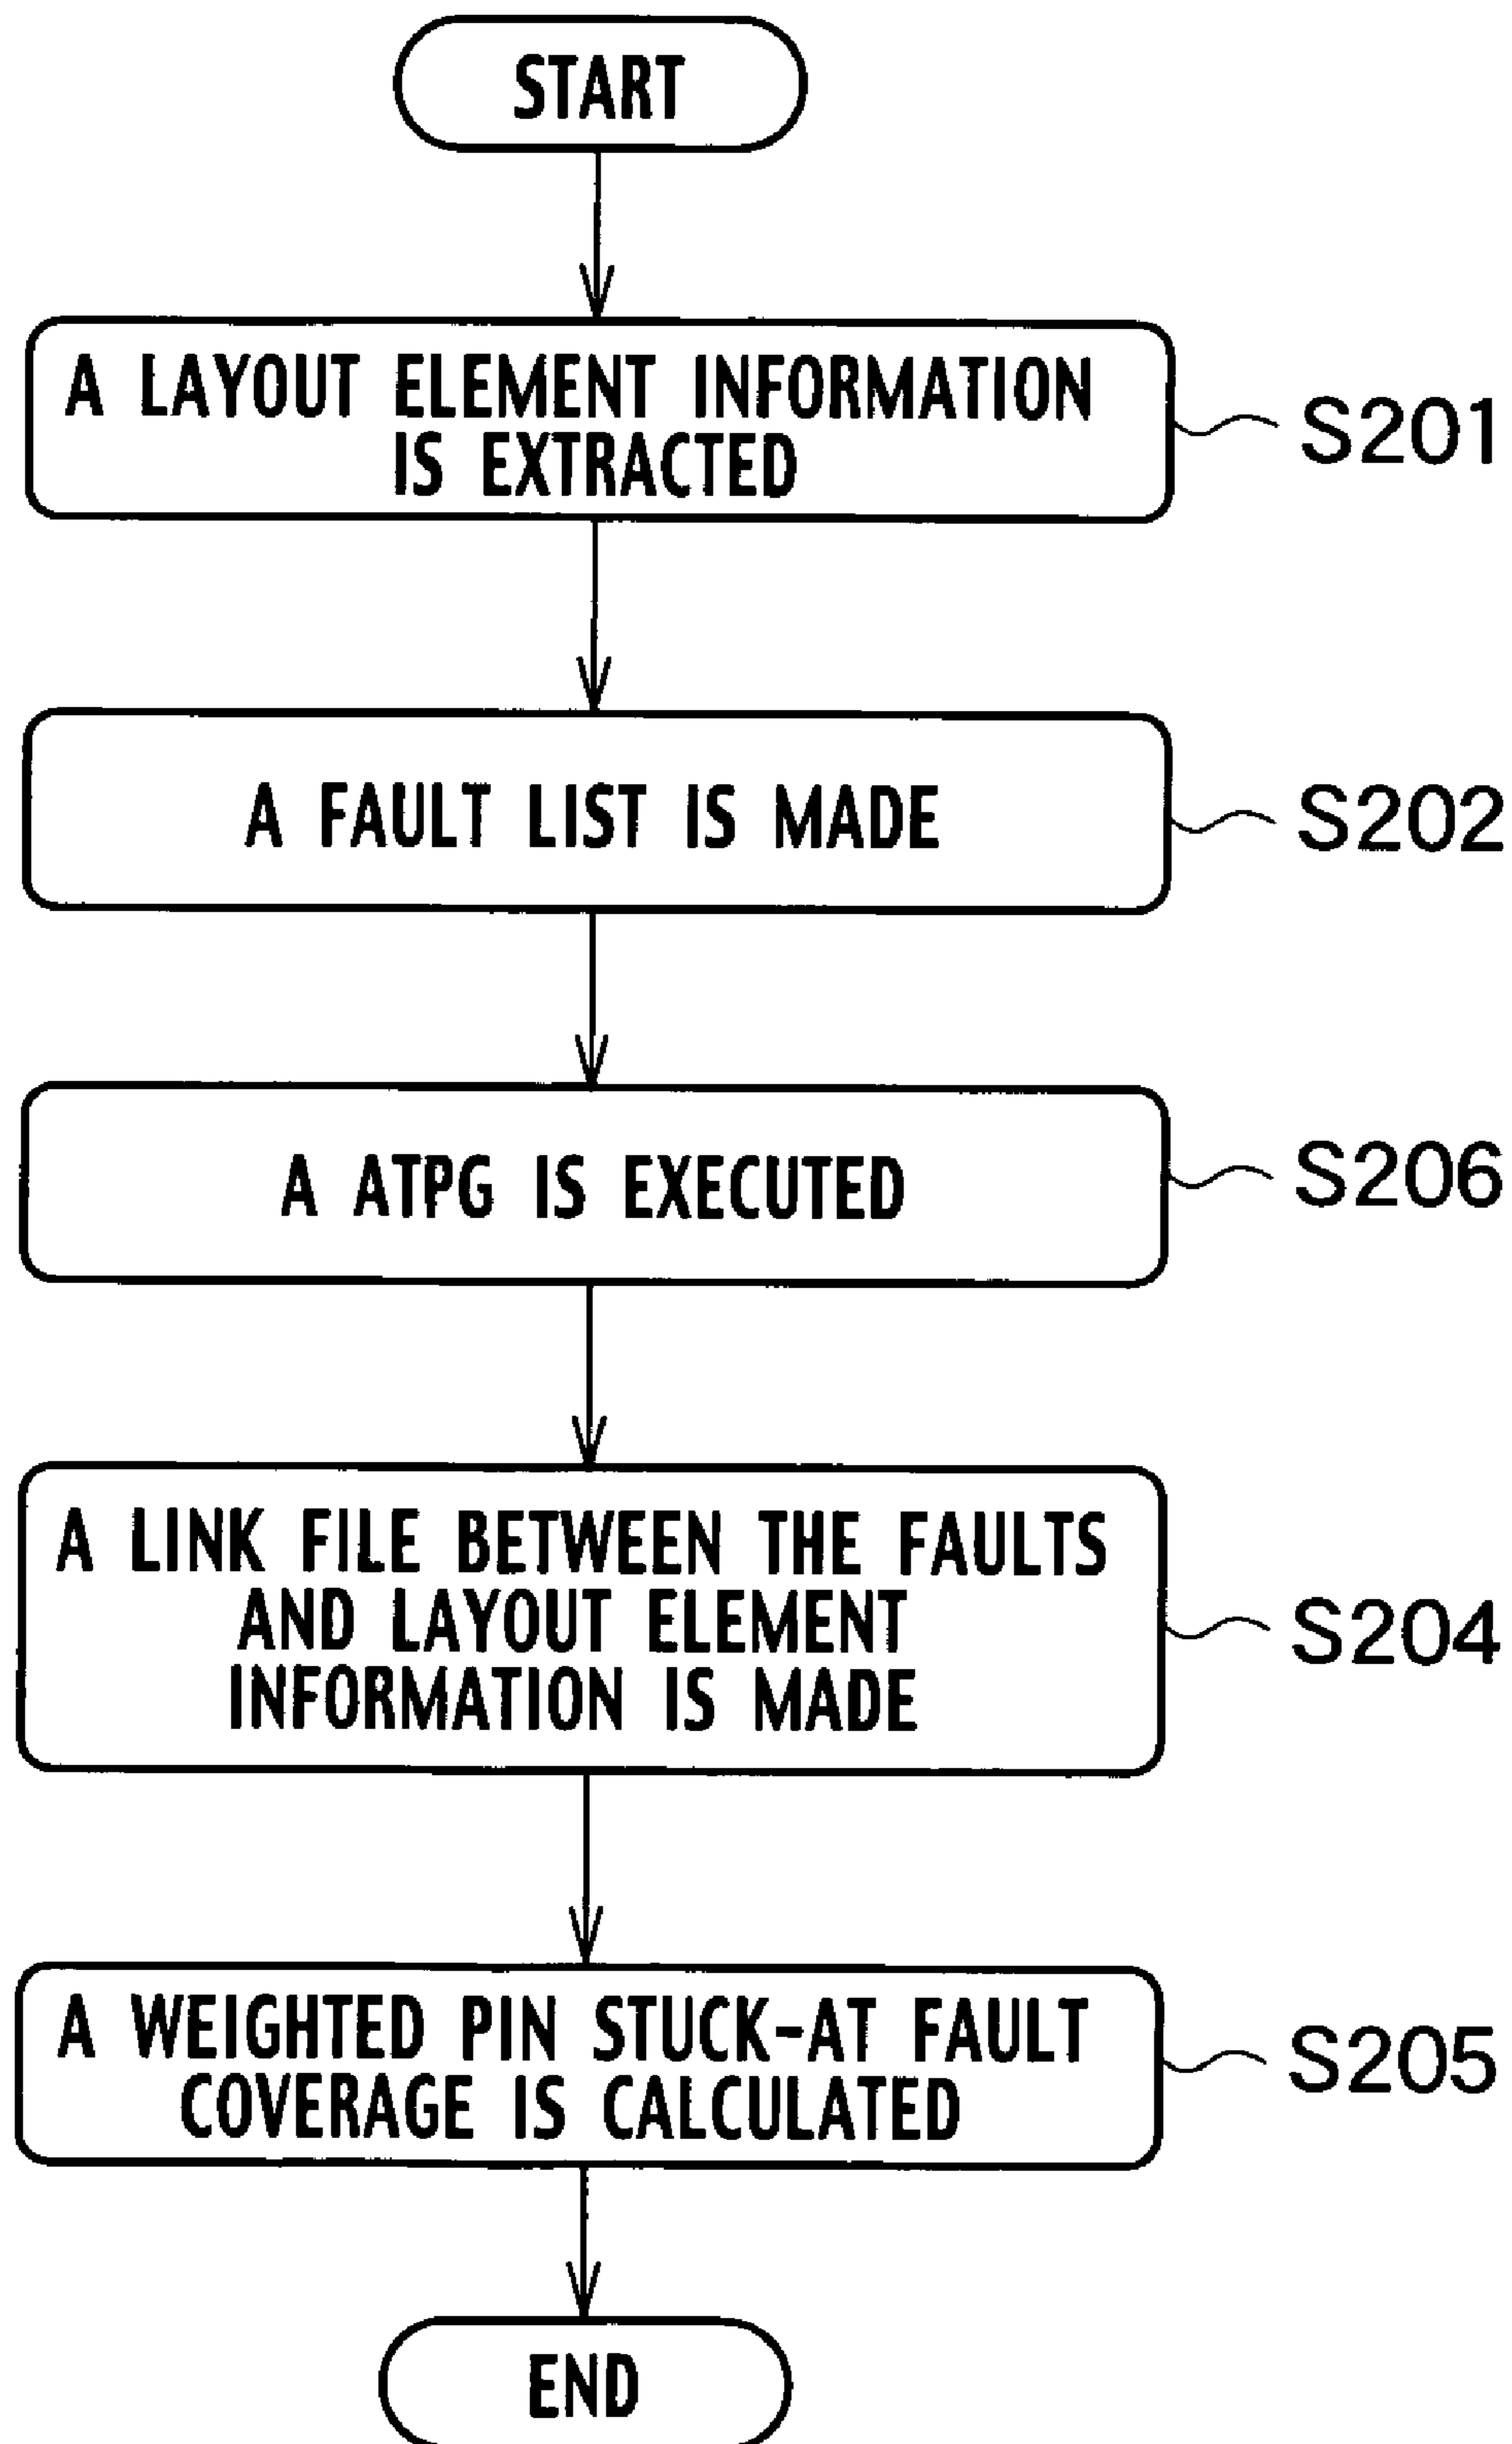 START
A LAYOUT ELEMENT INFORMATION
IS EXTRACTED
S201
A FAULT LIST IS MADE
S202
A ATPG IS EXECUTED
S206
A LINK FILE BETWEEN THE FAULTS
AND LAYOUT ELEMENT
INFORMATION IS MADE
S204
A WEIGHTED PIN STUCK-AT FAULT
COVERAGE IS CALCULATED
S205
END